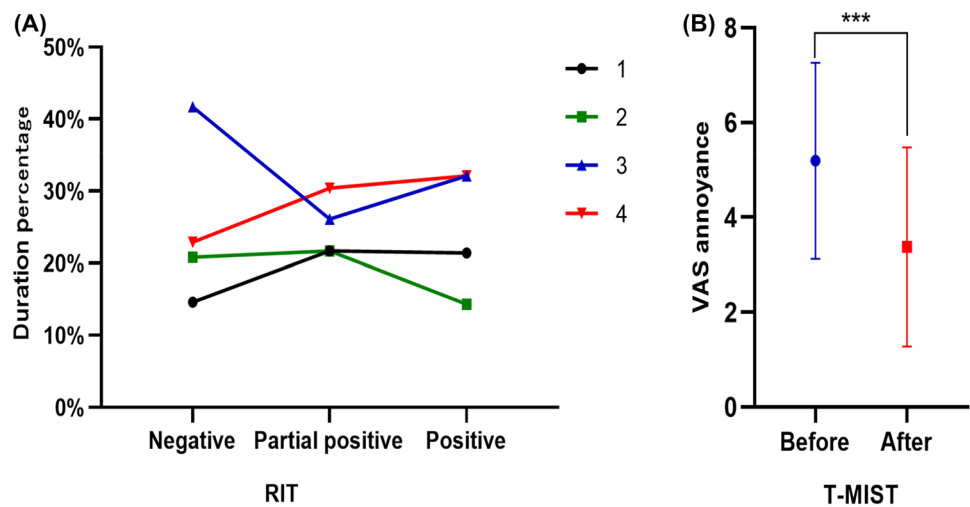 (A)
50%
40%
30%
20%
10%
0%
Duration percentage
Negative Partial positive Positive
RIT
1
2
3
4
(B)
***
8
6
4
2
0
VAS annoyance
Before After
T-MIST